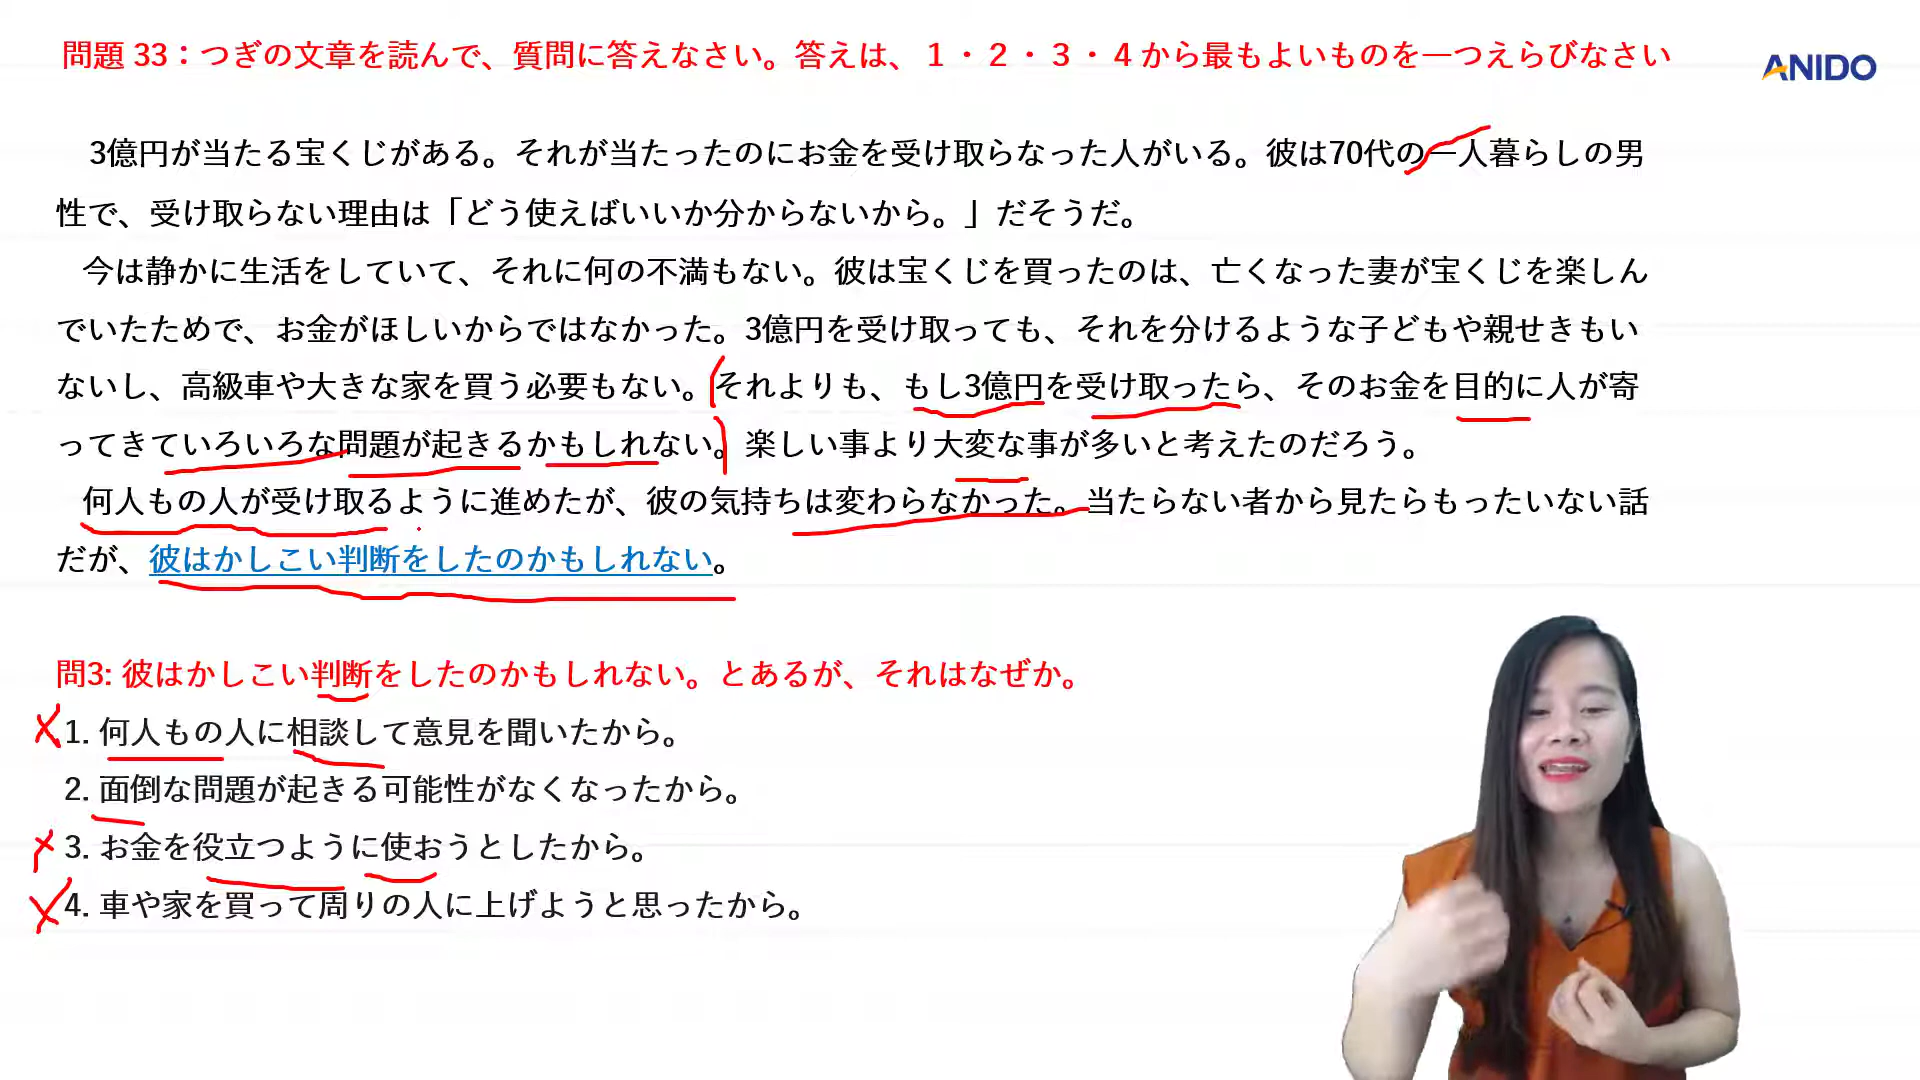 問題 33：つぎの文章を読んで、質問に答えなさい。答えは、１・２・３・４から最もよいものを一つえらびなさい
ANIDO
3億円が当たる宝くじがある。それが当たったのにお金を受け取らなった人がいる。彼は70代の一人暮らしの男
性で、受け取らない理由は「どう使えばいいか分からないから。」だそうだ。
今は静かに生活をしていて、それに何の不満もない。彼は宝くじを買ったのは、亡くなった妻が宝くじを楽しん
でいたためで、お金がほしいからではなかった。3億円を受け取っても、それを分けるような子どもや親せきもい
ないし、高級車や大きな家を買う必要もない。それよりも、もし3億円を受け取ったら、そのお金を目的に人が寄
ってきていろいろな問題が起きるかもしれない。楽しい事より大変な事が多いと考えたのだろう。
何人もの人が受け取るように進めたが、彼の気持ちは変わらなかった。当たらない者から見たらもったいない話
だが、彼はかしこい判断をしたのかもしれない。
問3: 彼はかしこい判断をしたのかもしれない。とあるが、それはなぜか。
1. 何人もの人に相談して意見を聞いたから。
2. 面倒な問題が起きる可能性がなくなったから。
3. お金を役立つように使おうとしたから。
4. 車や家を買って周りの人に上げようと思ったから。